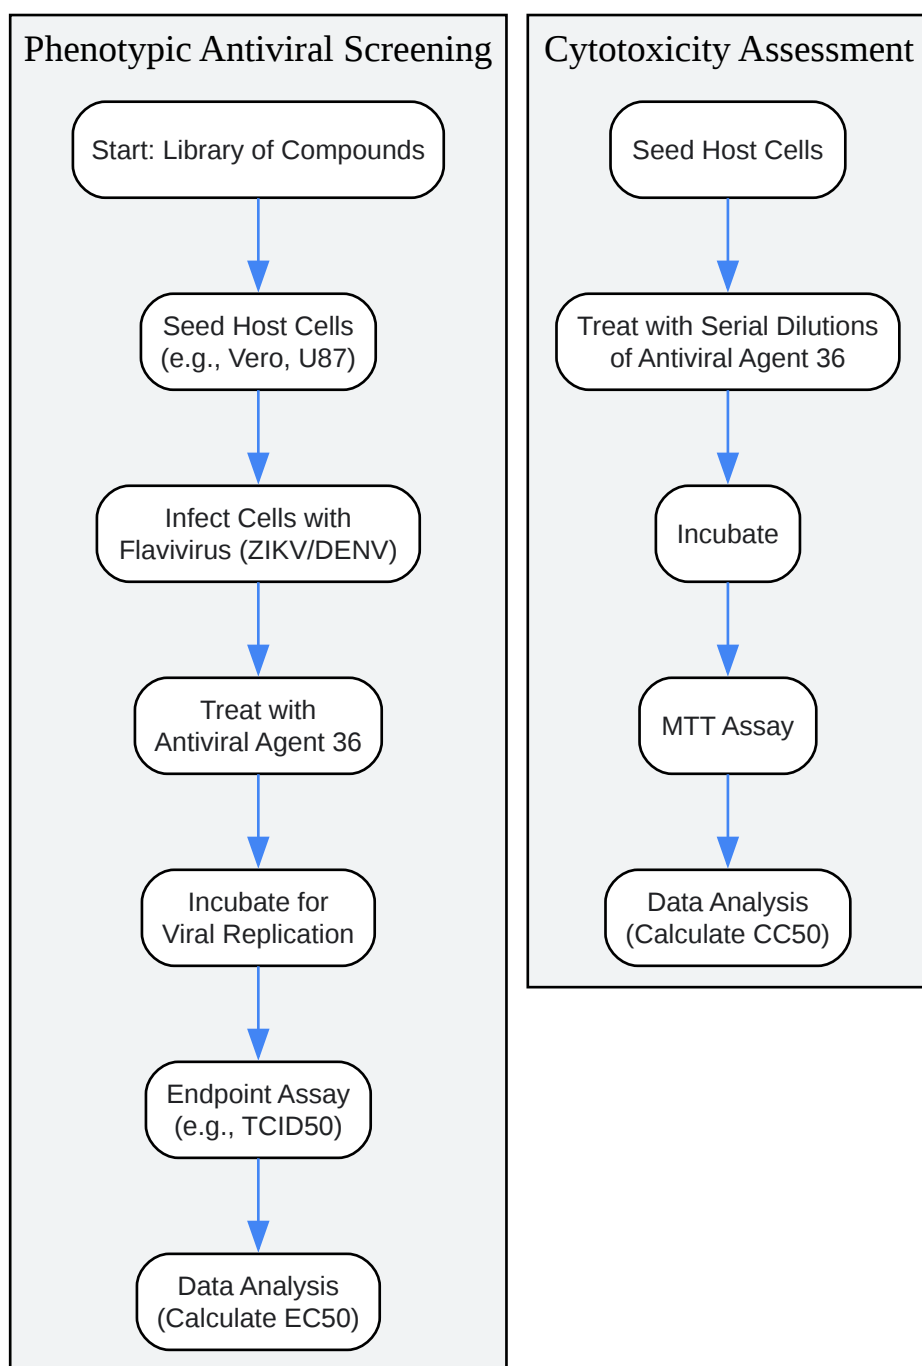 Phenotypic Antiviral Screening
Start: Library of Compounds
Seed Host Cells
(e.g., Vero, U87)
Infect Cells with
Flavivirus (ZIKV/DENV)
Treat with
Antiviral Agent 36
Incubate for
Viral Replication
Endpoint Assay
(e.g., TCID50)
Data Analysis
(Calculate EC50)
Cytotoxicity Assessment
Seed Host Cells
Treat with Serial Dilutions
of Antiviral Agent 36
Incubate
MTT Assay
Data Analysis
(Calculate CC50)